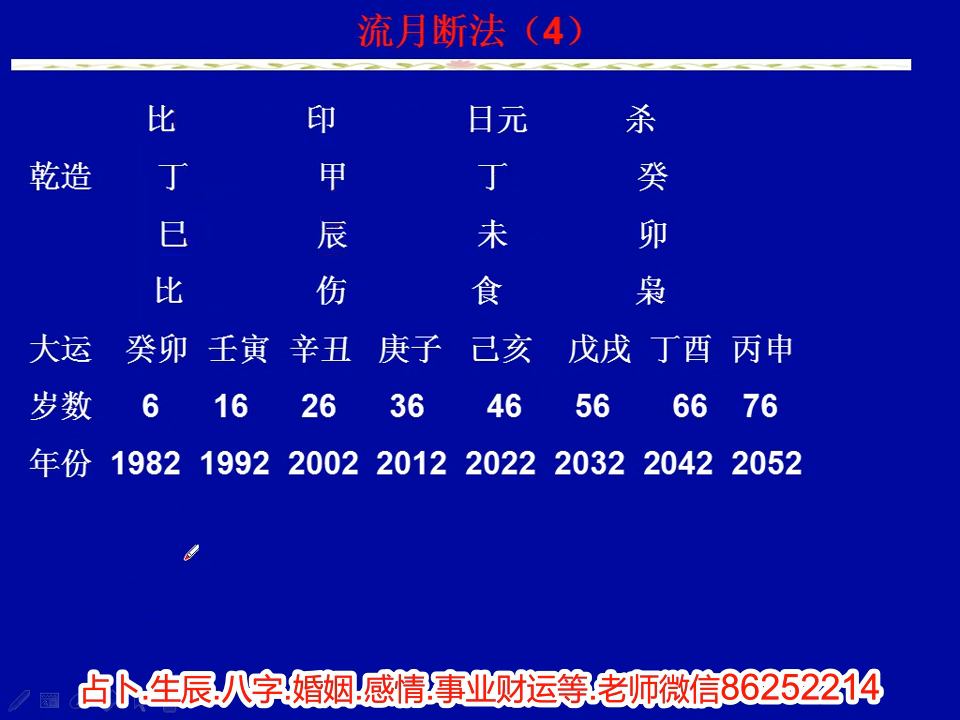 流月断法（4）
比 印 日元 杀
乾造 丁 甲 丁 癸
巳 辰 未 卯
比 伤 食 枭
大运 癸卯 壬寅 辛丑 庚子 己亥 戊戌 丁酉 丙申
岁数 6 16 26 36 46 56 66 76
年份 1982 1992 2002 2012 2022 2032 2042 2052
占卜.生辰.八字.婚姻.感情.事业财运等.老师微信86252214